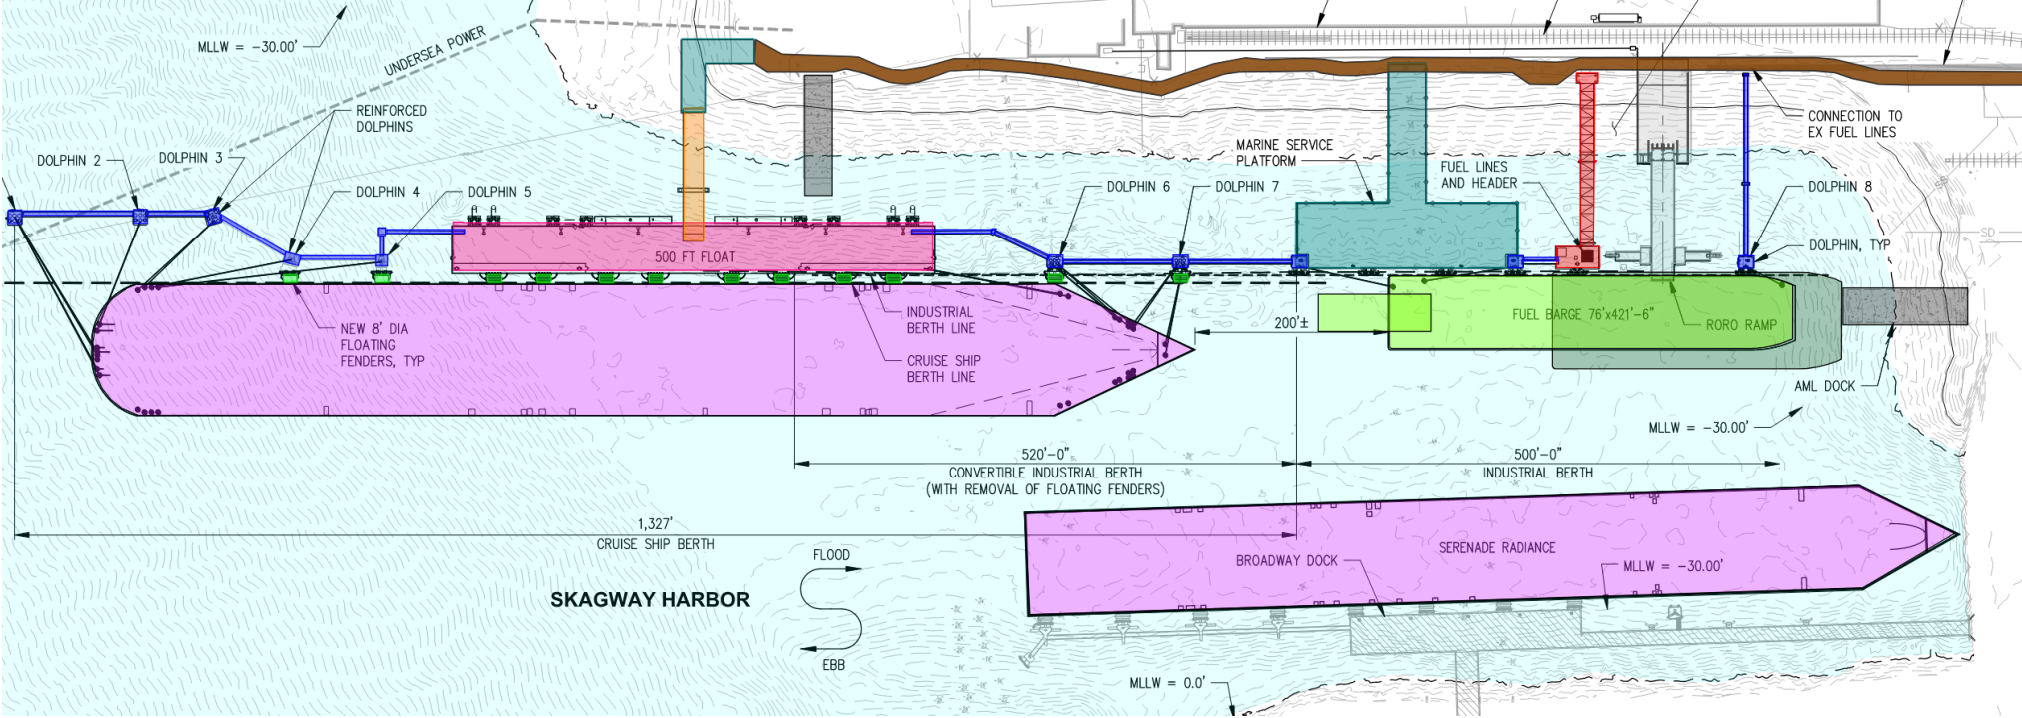 MLLW = -30.00'
UNDERSEA POWER
REINFORCED
DOLPHINS
CONNECTION TO
EX FUEL LINES
MARINE SERVICE
PLATFORM
DOLPHIN 2
DOLPHIN 3
DOLPHIN 4
DOLPHIN 5
DOLPHIN 6
DOLPHIN 7
FUEL LINES
AND HEADER
DOLPHIN 8
DOLPHIN, TYP
SD
500 FT FLOAT
NEW 8' DIA
FLOATING
FENDERS, TYP
INDUSTRIAL
BERTH LINE
CRUISE SHIP
BERTH LINE
200'±
FUEL BARGE 76'x421'-6"
RORO RAMP
AML DOCK
MLLW = -30.00'
520'-0"
CONVERTIBLE INDUSTRIAL BERTH
(WITH REMOVAL OF FLOATING FENDERS)
500'-0"
INDUSTRIAL BERTH
1,327'
CRUISE SHIP BERTH
FLOOD
EBB
SKAGWAY HARBOR
SERENADE RADIANCE
BROADWAY DOCK
MLLW = -30.00'
MLLW = 0.0'